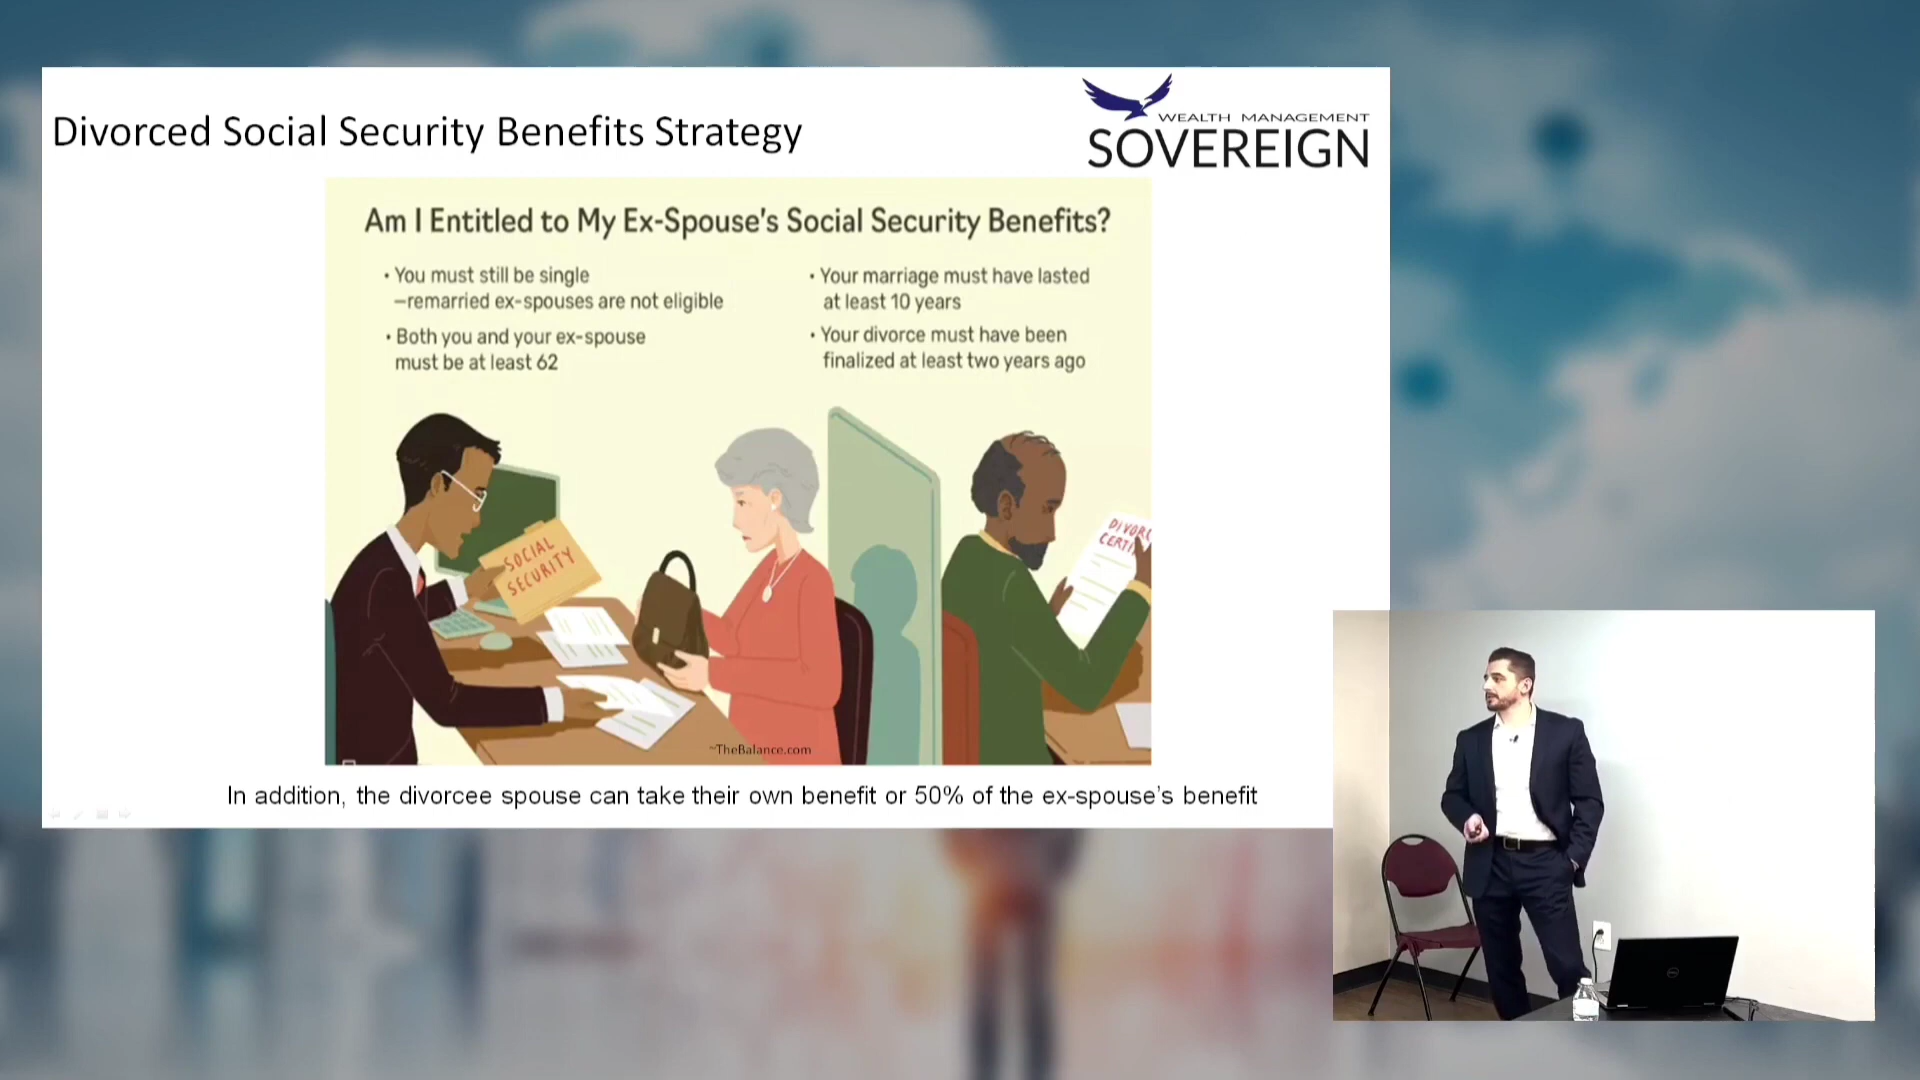 Divorced Social Security Benefits Strategy
WEALTH MANAGEMENT
SOVEREIGN
Am I Entitled to My Ex-Spouse's Social Security Benefits?
• You must still be single
–remarried ex-spouses are not eligible
• Both you and your ex-spouse
must be at least 62
• Your marriage must have lasted
at least 10 years
• Your divorce must have been
finalized at least two years ago
SOCIAL
SECURITY
DIVORC
CERTI
~TheBalance.com
In addition, the divorcee spouse can take their own benefit or 50% of the ex-spouse's benefit